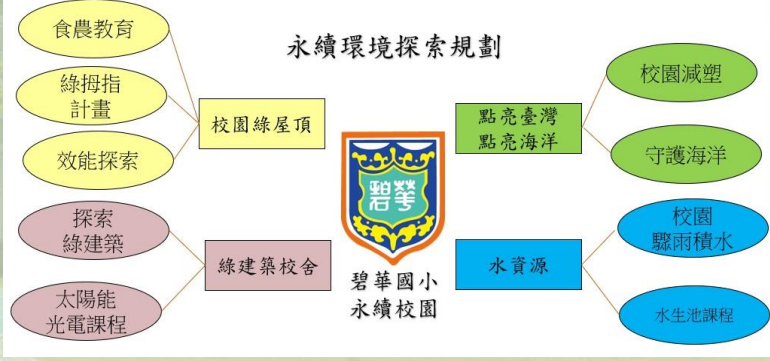 永續環境探索規劃
食農教育
綠拇指
計畫
效能探索
校園綠屋頂
探索
綠建築
太陽能
光電課程
綠建築校舍
碧華
碧華國小
永續校園
點亮臺灣
點亮海洋
校園減塑
守護海洋
水資源
校園
驟雨積水
水生池課程